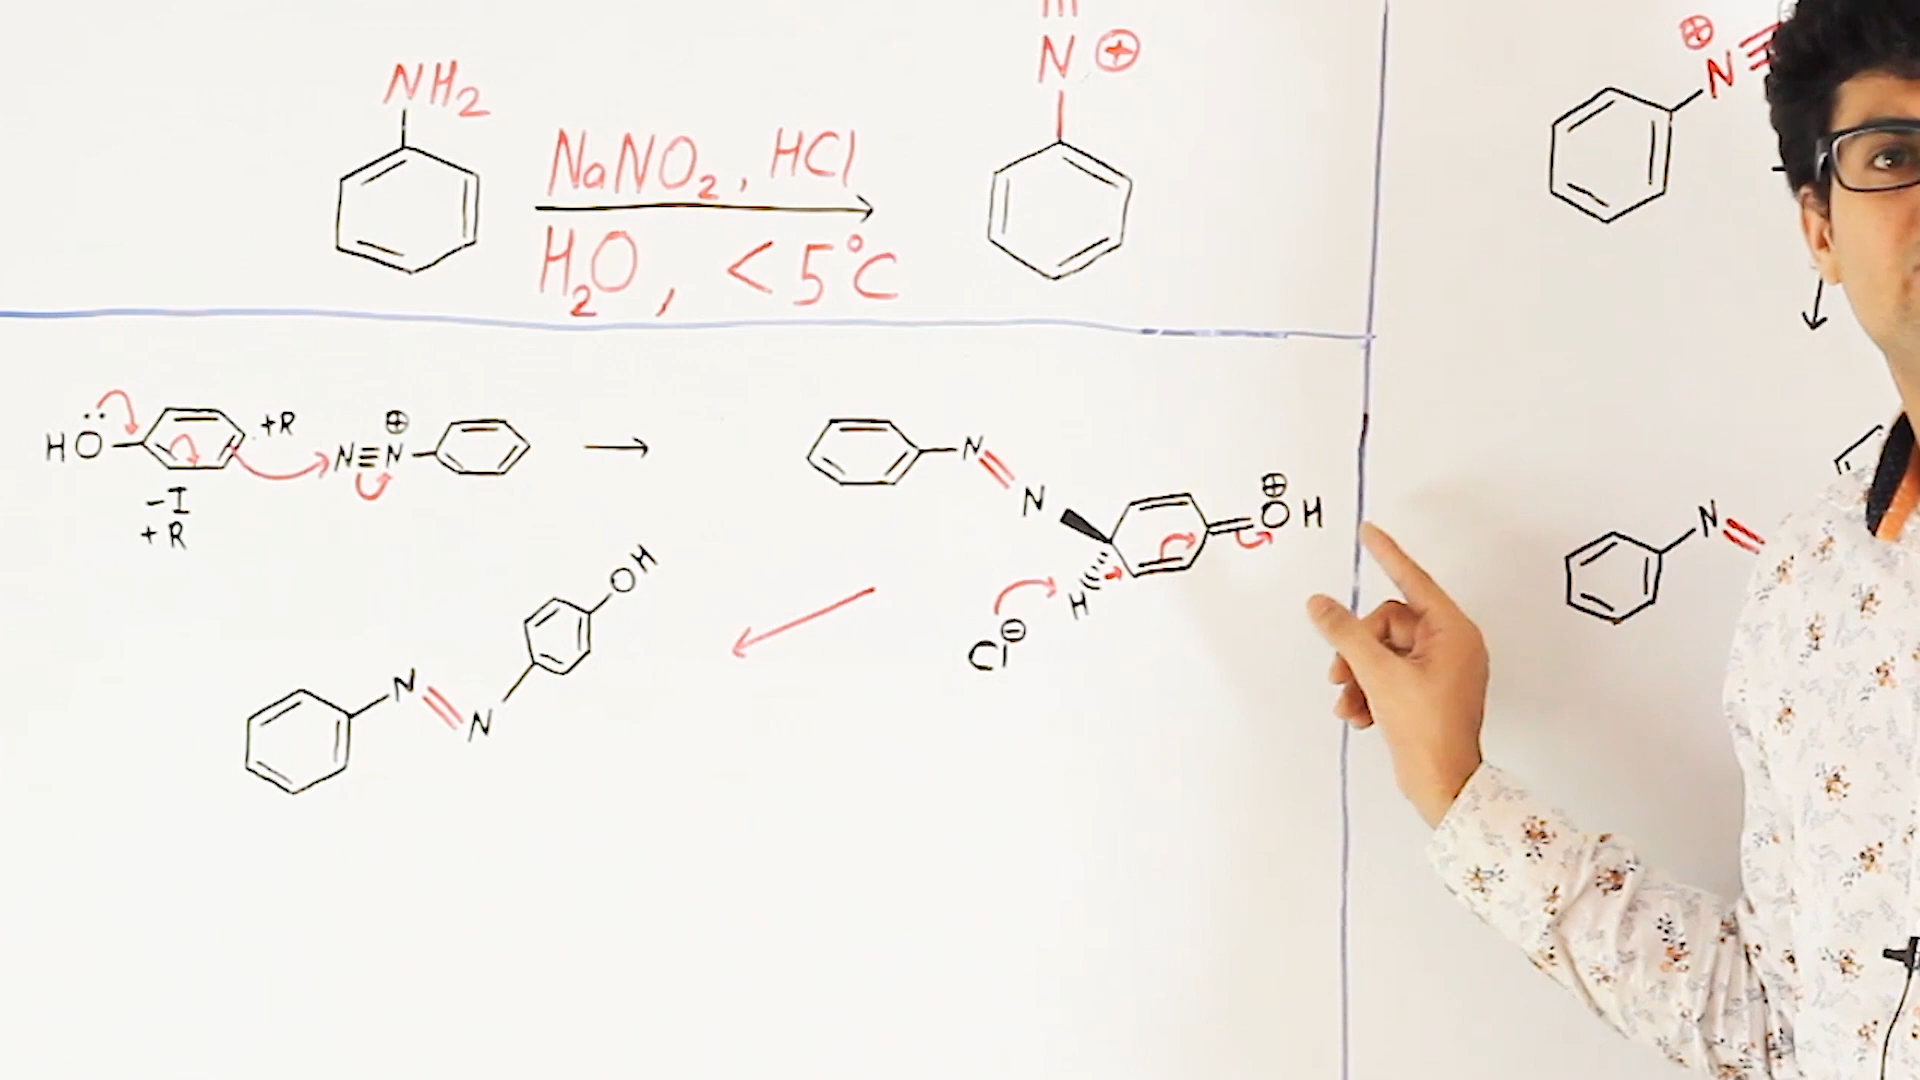 NH2
N ⊕
NaNO2, HCl
H2O, < 5°C
⊕
N
HO
+R
N≡N ⊕
-I
+R
N
N
⊕
OH
H
Cl⊖
OH
N
N
N